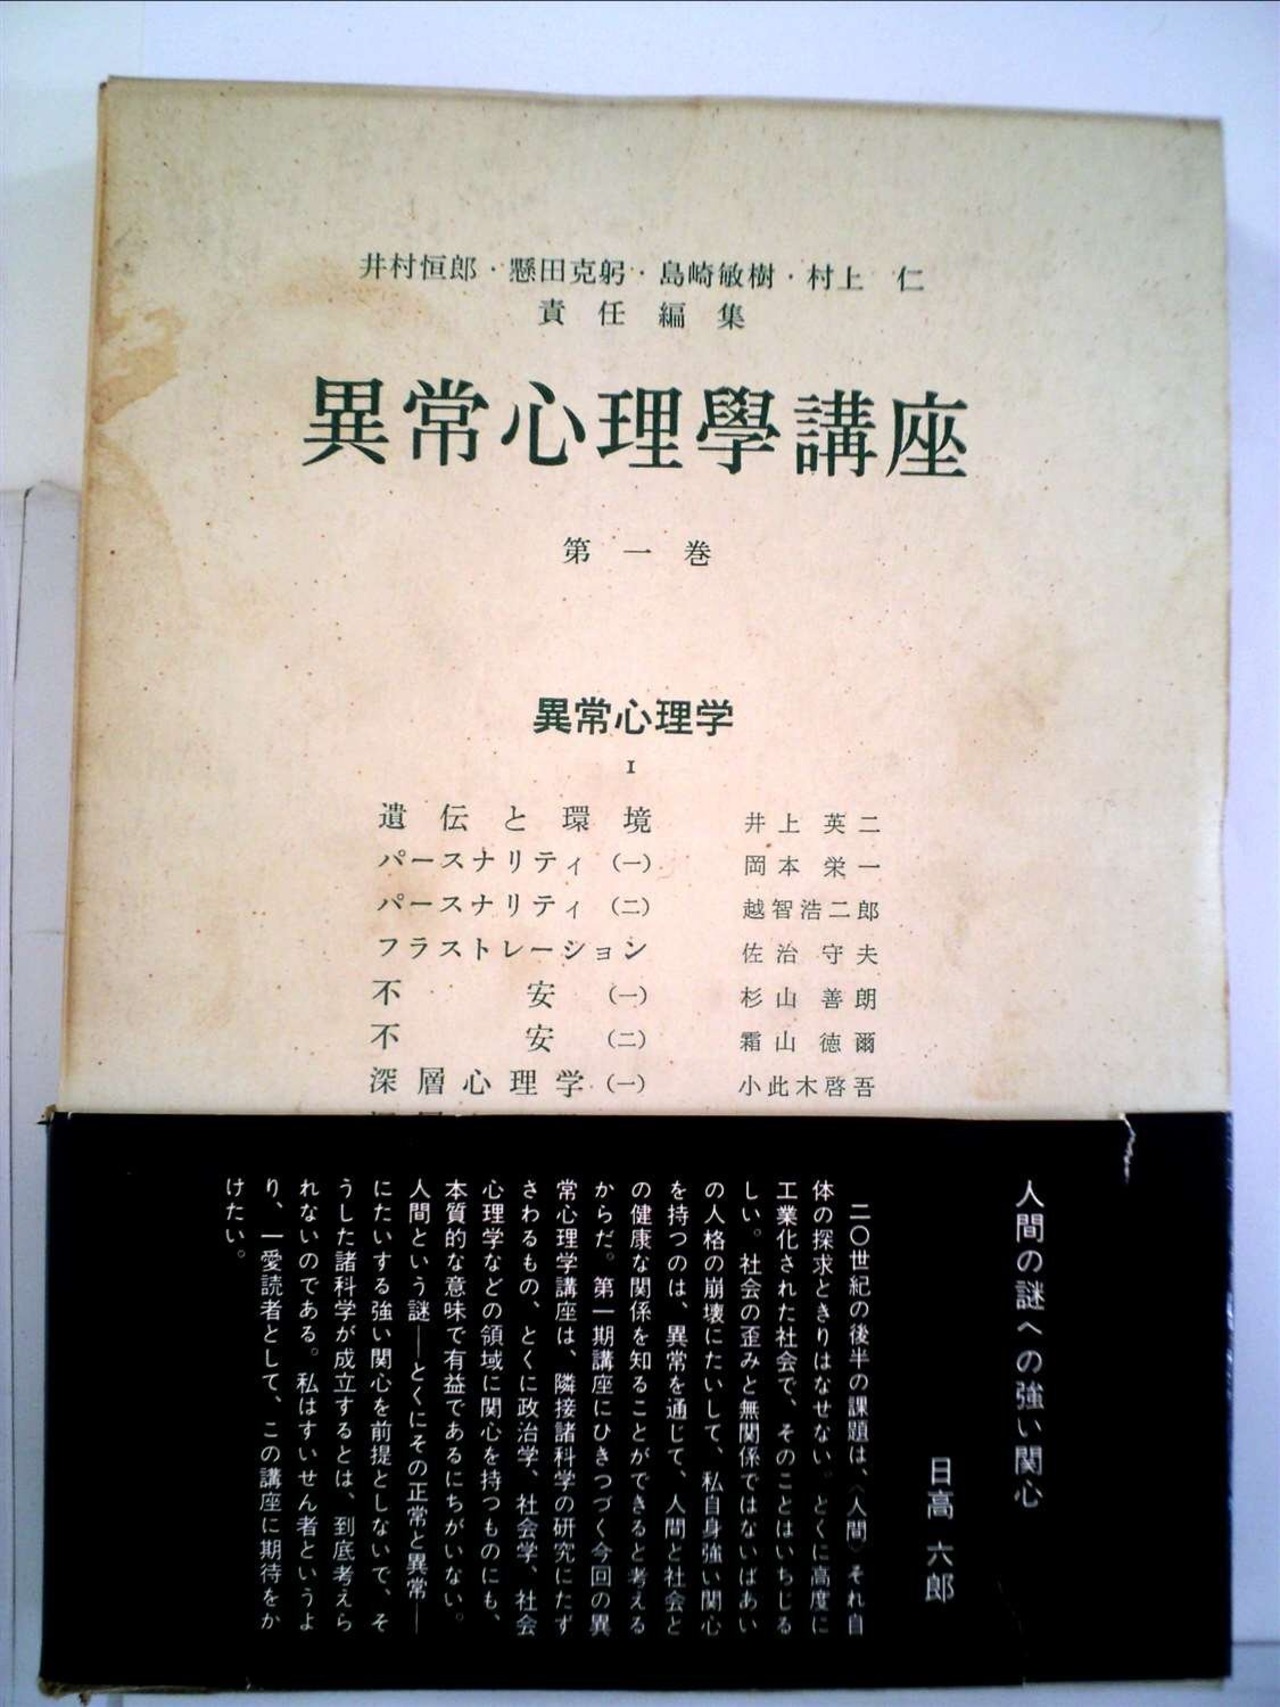 井村恒郎・懸田克躬・島崎敏樹・村上 仁
責任編集
異常心理學講座
第一巻
異常心理学
I
遺伝と環境 井上英二
パースナリティ(一) 岡本栄一
パースナリティ(二) 越智浩二郎
フラストレーション 佐治守夫
不安(一) 杉山善朗
不安(二) 霜山徳爾
深層心理学(一) 小此木啓吾
人間の謎への強い関心
日高六郎
二〇世紀の後半の課題は、〈人間〉それ自
体の探求ときりはなせない。とくに高度に
工業化された社会で、そのことはいちじる
しい。社会の歪みと無関係ではないばあい
の人格の崩壊にたいして、私自身強い関心
を持つのは、異常を通じて、人間と社会と
の健康な関係を知ることができると考える
からだ。第一期講座にひきつづく今回の異
常心理学講座は、隣接諸科学の研究にたず
さわるもの、とくに政治学、社会学、社会
心理学などの領域に関心を持つものにも、
本質的な意味で有益であるにちがいない。
人間という謎――とくにその正常と異常――
にたいする強い関心を前提としないで、そ
うした諸科学が成立するとは、到底考えら
れないのである。私はすいせん者というよ
り、一愛読者として、この講座に期待をか
けたい。